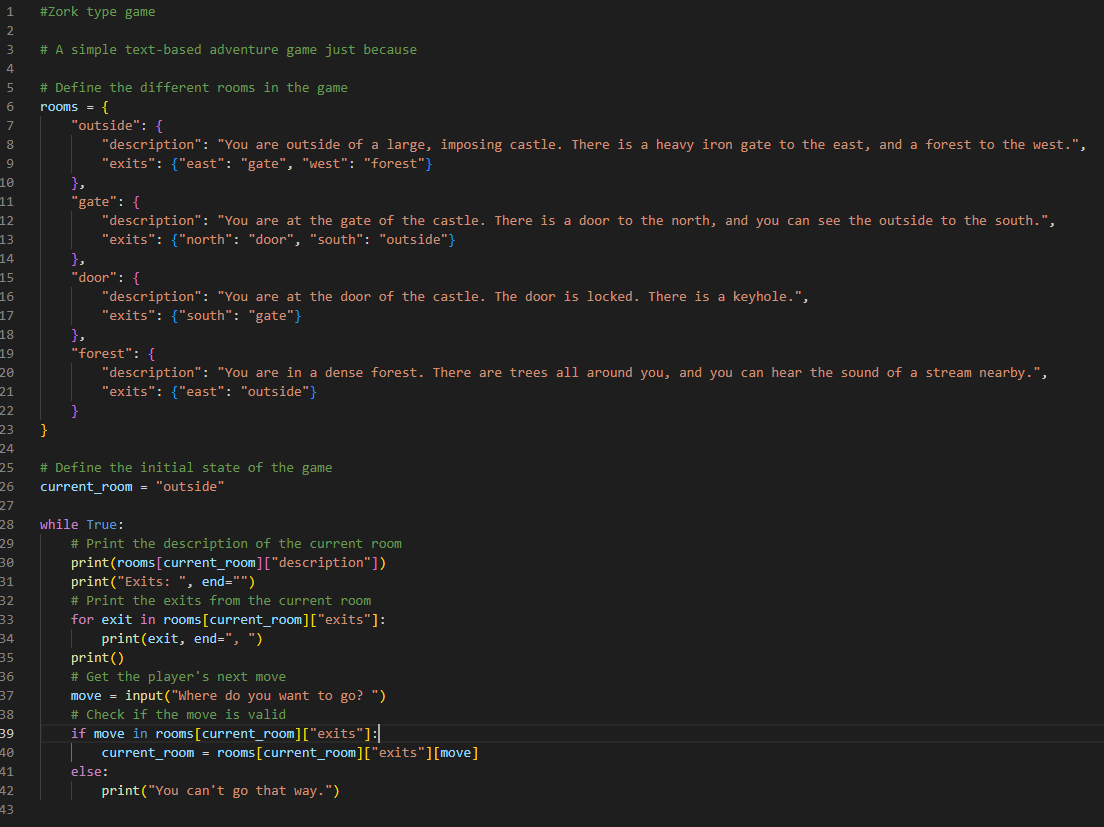 1 #Zork type game
2
3 # A simple text-based adventure game just because
4
5 # Define the different rooms in the game
6 rooms = {
7     "outside": {
8         "description": "You are outside of a large, imposing castle. There is a heavy iron gate to the east, and a forest to the west.",
9         "exits": {"east": "gate", "west": "forest"}
10     },
11     "gate": {
12         "description": "You are at the gate of the castle. There is a door to the north, and you can see the outside to the south.",
13         "exits": {"north": "door", "south": "outside"}
14     },
15     "door": {
16         "description": "You are at the door of the castle. The door is locked. There is a keyhole.",
17         "exits": {"south": "gate"}
18     },
19     "forest": {
20         "description": "You are in a dense forest. There are trees all around you, and you can hear the sound of a stream nearby.",
21         "exits": {"east": "outside"}
22     }
23 }
24
25 # Define the initial state of the game
26 current_room = "outside"
27
28 while True:
29     # Print the description of the current room
30     print(rooms[current_room]["description"])
31     print("Exits: ", end="")
32     # Print the exits from the current room
33     for exit in rooms[current_room]["exits"]:
34         print(exit, end=", ")
35     print()
36     # Get the player's next move
37     move = input("Where do you want to go? ")
38     # Check if the move is valid
39     if move in rooms[current_room]["exits"]:
40         current_room = rooms[current_room]["exits"][move]
41     else:
42         print("You can't go that way.")
43